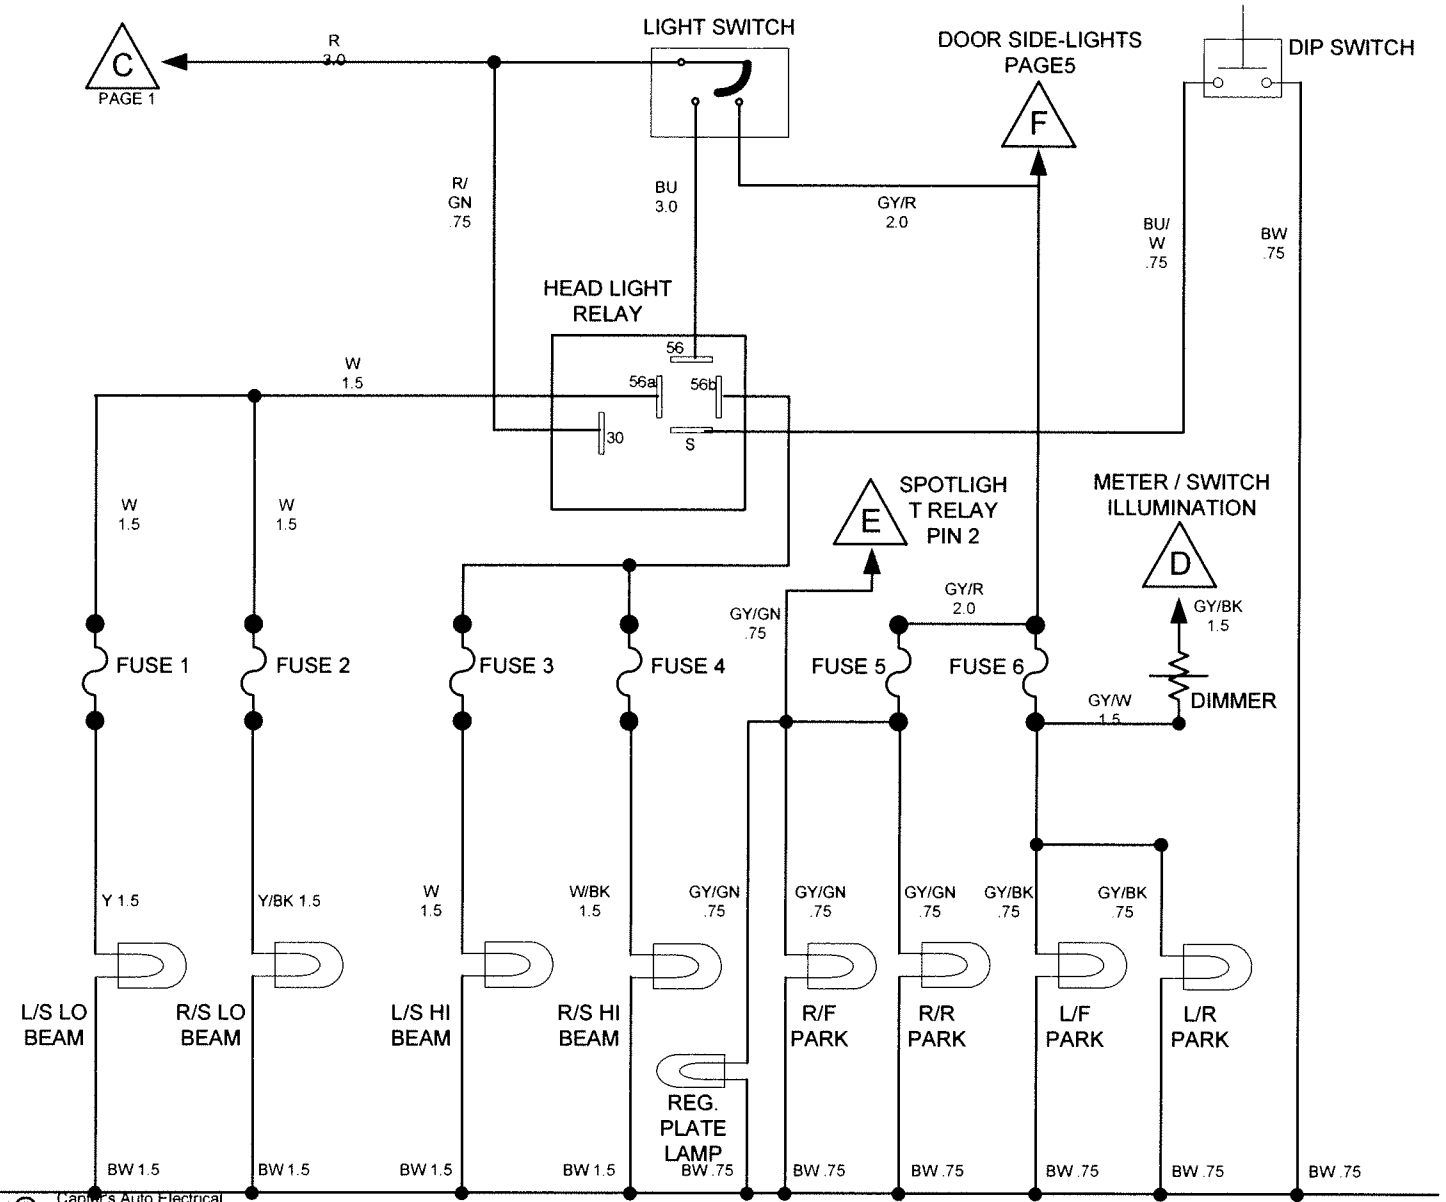 LIGHT SWITCH
R
3.0
C
PAGE 1
DOOR SIDE-LIGHTS
PAGE5
F
DIP SWITCH
R/
GN
.75
BU
3.0
GY/R
2.0
BU/
W
.75
BW
.75
HEAD LIGHT
RELAY
56
56a
56b
30
S
W
1.5
W
1.5
W
1.5
E
SPOTLIGH
T RELAY
PIN 2
METER / SWITCH
ILLUMINATION
D
GY/GN
.75
GY/R
2.0
GY/BK
1.5
FUSE 1
FUSE 2
FUSE 3
FUSE 4
FUSE 5
FUSE 6
GY/W
1.5
DIMMER
Y 1.5
Y/BK 1.5
W
1.5
W/BK
1.5
GY/GN
.75
GY/GN
.75
GY/GN
.75
GY/BK
.75
GY/BK
.75
L/S LO
BEAM
R/S LO
BEAM
L/S HI
BEAM
R/S HI
BEAM
R/F
PARK
R/R
PARK
L/F
PARK
L/R
PARK
REG.
PLATE
LAMP
BW 1.5
BW 1.5
BW 1.5
BW 1.5
BW .75
BW .75
BW .75
BW .75
BW .75
BW .75
Auto Electrical